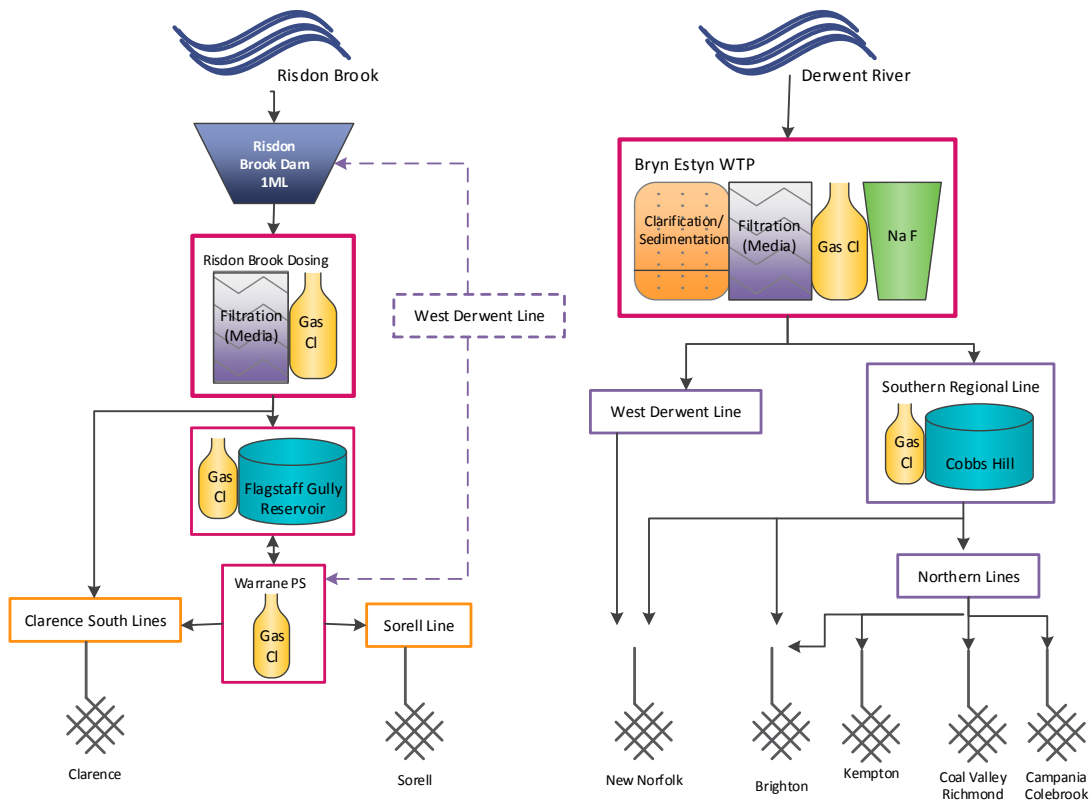 Risdon Brook
Risdon
Brook Dam
1ML
Risdon Brook Dosing
Filtration
(Media)
Gas
Cl
West Derwent Line
Gas
Cl
Flagstaff Gully
Reservoir
Warrane PS
Gas
Cl
Clarence South Lines
Sorell Line
Clarence
Sorell
Derwent River
Bryn Estyn WTP
Clarification/
Sedimentation
Filtration
(Media)
Gas Cl
Na F
West Derwent Line
Southern Regional Line
Gas
Cl
Cobbs Hill
Northern Lines
New Norfolk
Brighton
Kempton
Coal Valley
Richmond
Campania
Colebrook